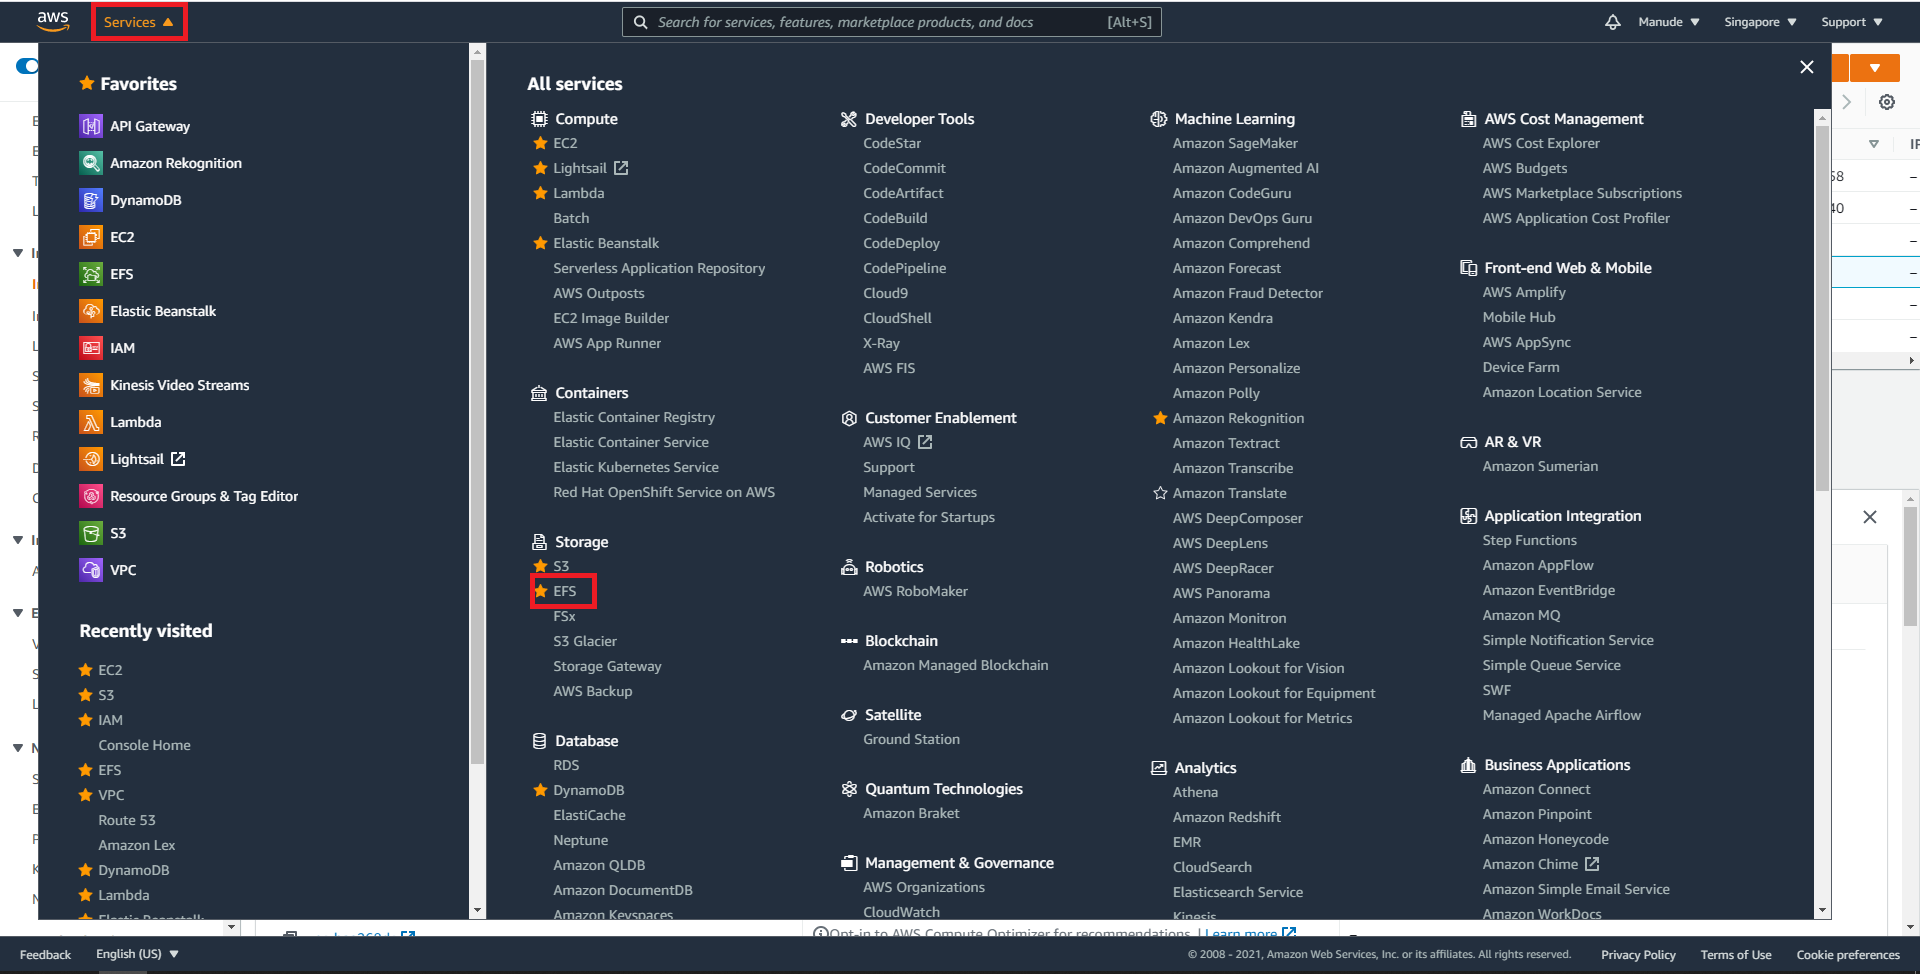 aws
Services
Search for services, features, marketplace products, and docs
[Alt+S]
Manude
Singapore
Support
Favorites
API Gateway
Amazon Rekognition
DynamoDB
EC2
EFS
Elastic Beanstalk
IAM
Kinesis Video Streams
Lambda
Lightsail
Resource Groups & Tag Editor
S3
VPC
Recently visited
EC2
S3
IAM
Console Home
EFS
VPC
Route 53
Amazon Lex
DynamoDB
Lambda
Elastic Beanstalk
All services
Compute
EC2
Lightsail
Lambda
Batch
Elastic Beanstalk
Serverless Application Repository
AWS Outposts
EC2 Image Builder
AWS App Runner
Containers
Elastic Container Registry
Elastic Container Service
Elastic Kubernetes Service
Red Hat OpenShift Service on AWS
Storage
S3
EFS
FSx
S3 Glacier
Storage Gateway
AWS Backup
Database
RDS
DynamoDB
ElastiCache
Neptune
Amazon QLDB
Amazon DocumentDB
Amazon Keyspaces
Developer Tools
CodeStar
CodeCommit
CodeArtifact
CodeBuild
CodeDeploy
CodePipeline
Cloud9
CloudShell
X-Ray
AWS FIS
Customer Enablement
AWS IQ
Support
Managed Services
Activate for Startups
Robotics
AWS RoboMaker
Blockchain
Amazon Managed Blockchain
Satellite
Ground Station
Quantum Technologies
Amazon Braket
Management & Governance
AWS Organizations
CloudWatch
Machine Learning
Amazon SageMaker
Amazon Augmented AI
Amazon CodeGuru
Amazon DevOps Guru
Amazon Comprehend
Amazon Forecast
Amazon Fraud Detector
Amazon Kendra
Amazon Lex
Amazon Personalize
Amazon Polly
Amazon Rekognition
Amazon Textract
Amazon Transcribe
Amazon Translate
AWS DeepComposer
AWS DeepLens
AWS DeepRacer
AWS Panorama
Amazon Monitron
Amazon HealthLake
Amazon Lookout for Vision
Amazon Lookout for Equipment
Amazon Lookout for Metrics
Analytics
Athena
Amazon Redshift
EMR
CloudSearch
Elasticsearch Service
Kinesis
AWS Cost Management
AWS Cost Explorer
AWS Budgets
AWS Marketplace Subscriptions
AWS Application Cost Profiler
Front-end Web & Mobile
AWS Amplify
Mobile Hub
AWS AppSync
Device Farm
Amazon Location Service
AR & VR
Amazon Sumerian
Application Integration
Step Functions
Amazon AppFlow
Amazon EventBridge
Amazon MQ
Simple Notification Service
Simple Queue Service
SWF
Managed Apache Airflow
Business Applications
Amazon Connect
Amazon Pinpoint
Amazon Honeycode
Amazon Chime
Amazon Simple Email Service
Amazon WorkDocs
Opt-in to AWS Compute Optimizer for recommendations. | Learn more
Feedback
English (US)
© 2008 - 2021, Amazon Web Services, Inc. or its affiliates. All rights reserved.
Privacy Policy
Terms of Use
Cookie preferences